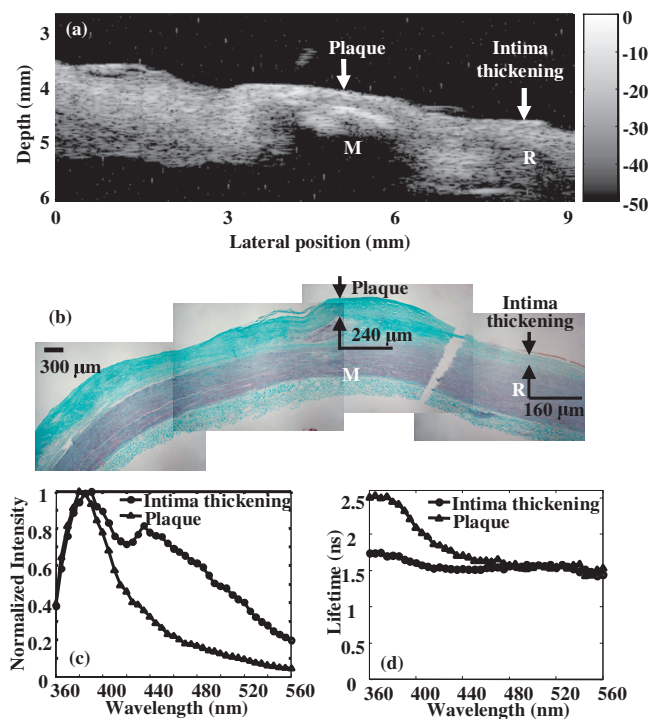 (a)
Plaque
Intima
thickening
M
R
Depth (mm)
3
4
5
6
0
3
6
9
Lateral position (mm)
0
-10
-20
-30
-40
-50
(b)
Plaque
Intima
thickening
300 μm
240 μm
M
R
160 μm
Normalized Intensity
1
0.8
0.6
0.4
0.2
0
Intima thickening
Plaque
(c)
360 400 440 480 520 560
Wavelength (nm)
Lifetime (ns)
2.5
2
1.5
1
0.5
0
Intima thickening
Plaque
(d)
360 400 440 480 520 560
Wavelength (nm)